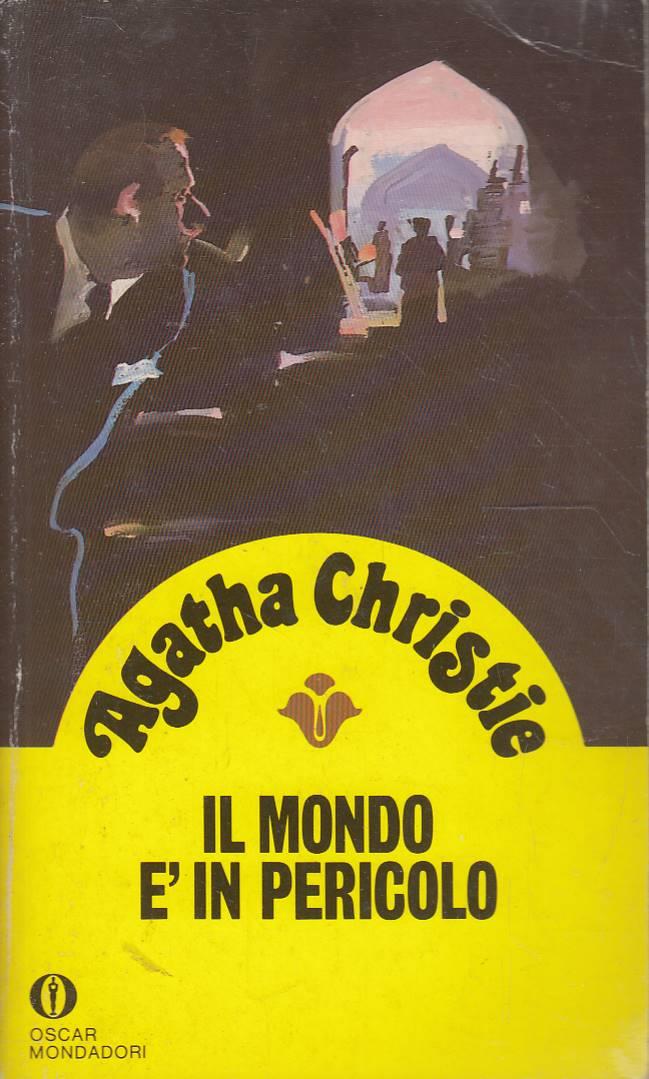 Agatha Christie
IL MONDO
E' IN PERICOLO
OSCAR
MONDADORI